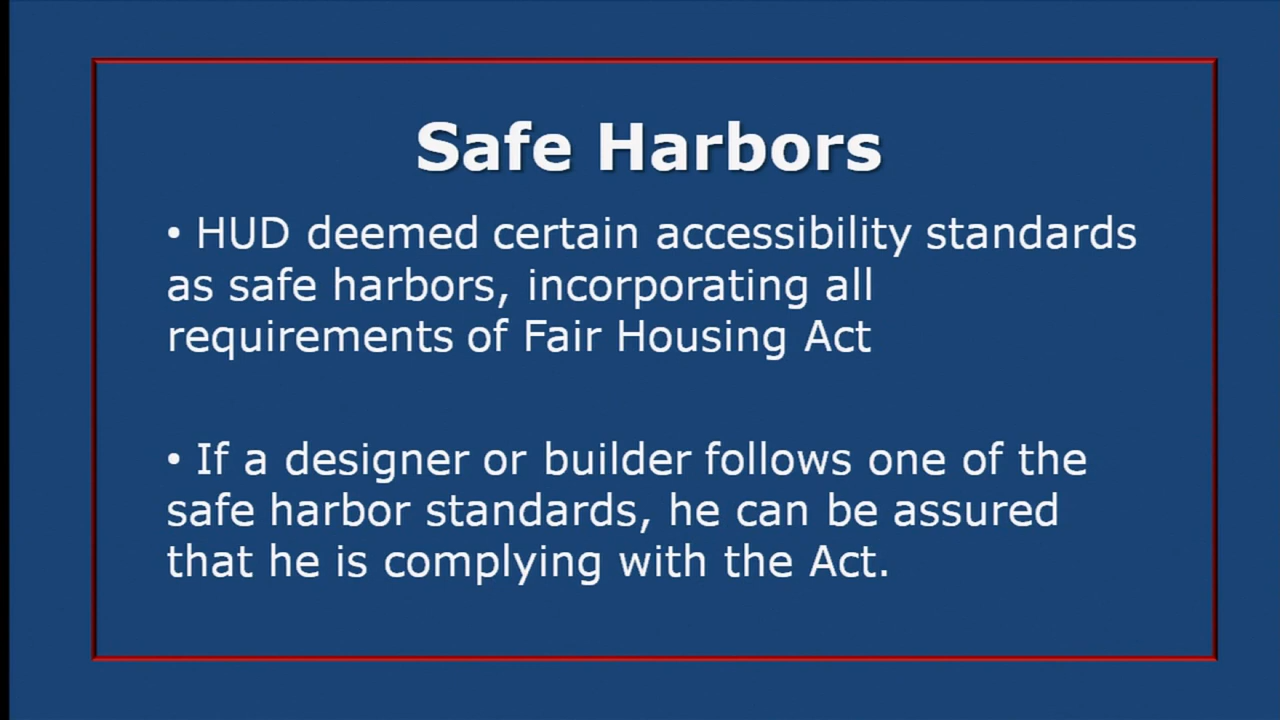 Safe Harbors
• HUD deemed certain accessibility standards
as safe harbors, incorporating all
requirements of Fair Housing Act
• If a designer or builder follows one of the
safe harbor standards, he can be assured
that he is complying with the Act.